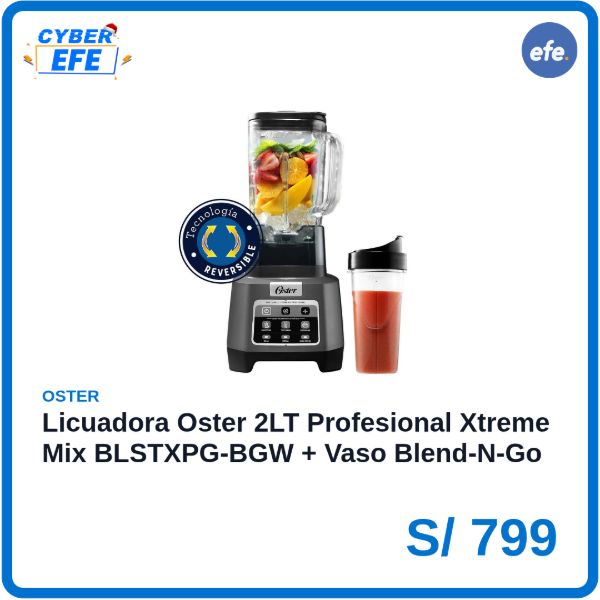 CYBER
EFE
efe.
Tecnología
REVERSIBLE
Oster
OSTER
Licuadora Oster 2LT Profesional Xtreme
Mix BLSTXPG-BGW + Vaso Blend-N-Go
S/ 799